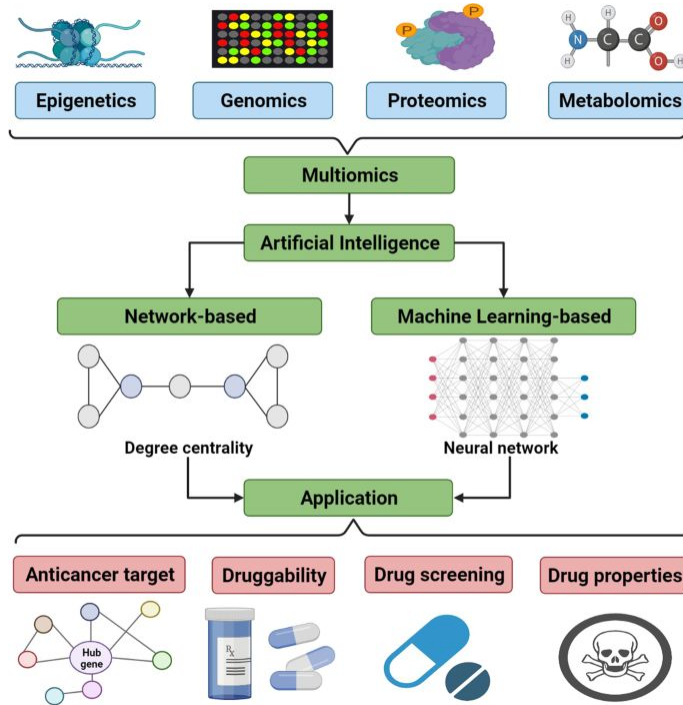 P
P
H
H
N
H
C
C
O
O
H
Epigenetics
Genomics
Proteomics
Metabolomics
Multiomics
Artificial Intelligence
Network-based
Machine Learning-based
Degree centrality
Neural network
Application
Anticancer target
Druggability
Drug screening
Drug properties
Hub
gene
Rx